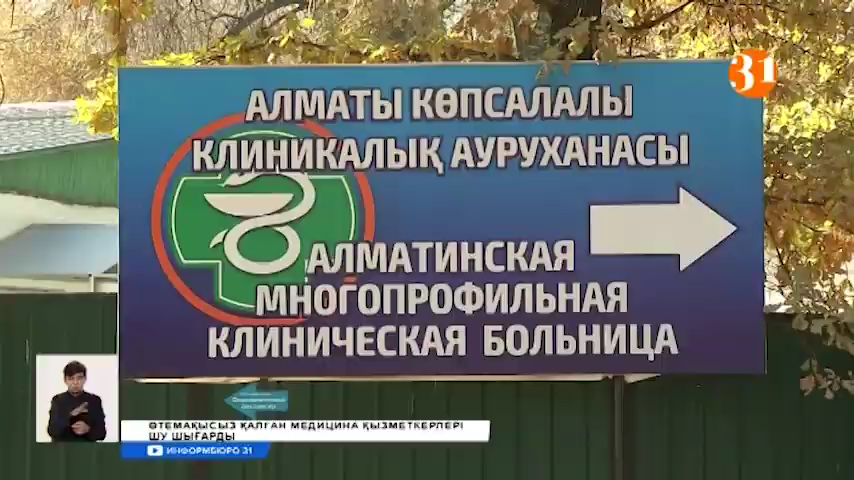 31
АЛМАТЫ КӨПСАЛАЛЫ
КЛИНИКАЛЫҚ АУРУХАНАСЫ
АЛМАТИНСКАЯ
МНОГОПРОФИЛЬНАЯ
КЛИНИЧЕСКАЯ БОЛЬНИЦА
ӨТЕМАҚЫСЫЗ ҚАЛҒАН МЕДИЦИНА ҚЫЗМЕТКЕРЛЕРІ
ШУ ШЫҒАРДЫ
ИНФОРМБЮРО 31